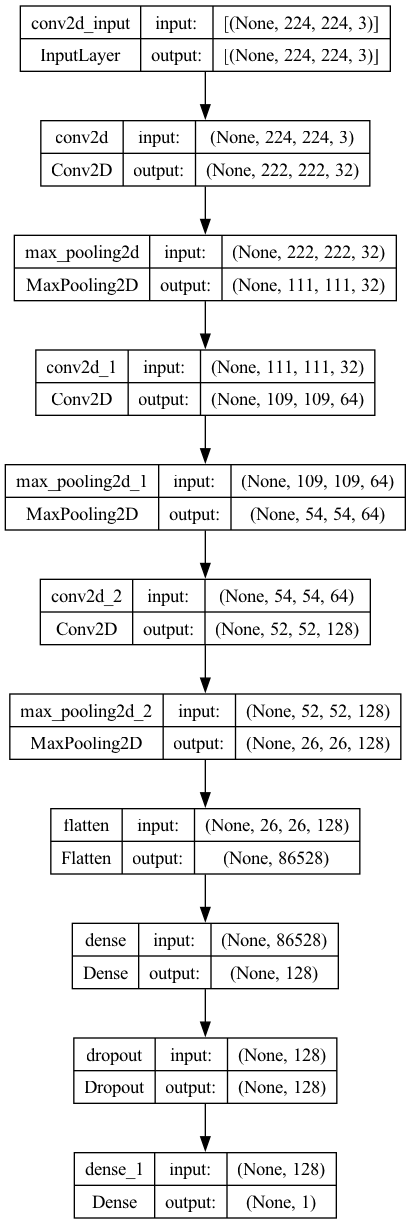 conv2d_input input: [(None, 224, 224, 3)]
InputLayer output: [(None, 224, 224, 3)]
conv2d input: (None, 224, 224, 3)
Conv2D output: (None, 222, 222, 32)
max_pooling2d input: (None, 222, 222, 32)
MaxPooling2D output: (None, 111, 111, 32)
conv2d_1 input: (None, 111, 111, 32)
Conv2D output: (None, 109, 109, 64)
max_pooling2d_1 input: (None, 109, 109, 64)
MaxPooling2D output: (None, 54, 54, 64)
conv2d_2 input: (None, 54, 54, 64)
Conv2D output: (None, 52, 52, 128)
max_pooling2d_2 input: (None, 52, 52, 128)
MaxPooling2D output: (None, 26, 26, 128)
flatten input: (None, 26, 26, 128)
Flatten output: (None, 86528)
dense input: (None, 86528)
Dense output: (None, 128)
dropout input: (None, 128)
Dropout output: (None, 128)
dense_1 input: (None, 128)
Dense output: (None, 1)